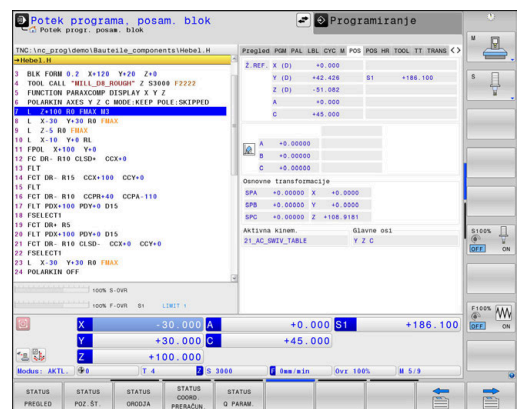 Potek programa, posam. blok
Potek progr. posam. blok
Programiranje
TNC:\nc_prog\demo\Bauteile_components\Hebel.H
→Hebel.H
3 BLK FORM 0.2 X+120 Y+20 Z+0
4 TOOL CALL "MILL_D8_ROUGH" Z S3000 F2222
5 FUNCTION PARAXCOMP DISPLAY X Y Z
6 POLARKIN AXES Y Z C MODE:KEEP POLE:SKIPPED
7 L Z+100 R0 FMAX M3
8 L X-30 Y+30 R0 FMAX
9 L Z-5 R0 FMAX
10 L X-10 Y+0 RL
11 FPOL X+100 Y+0
12 FC DR- R10 CLSD+ CCX+0
13 FLT
14 FCT DR- R15 CCX+100 CCY+0
15 FLT
16 FCT DR- R10 CCPR+40 CCPA-110
17 FLT PDX+100 PDY+0 D15
18 FSELECT1
19 FCT DR+ R5
20 FLT PDX+100 PDY+0 D15
21 FCT DR- R10 CLSD- CCX+0 CCY+0
22 FSELECT1
23 L X-30 Y+30 R0 FMAX
24 POLARKIN OFF
100% S-OVR
100% F-OVR S1 LIMIT 1
Pregled PGM PAL LBL CYC M POS POS HR TOOL TT TRANS
Ž.REF. X (D) +0.000
Y (D) +42.426 S1 +186.100
Z (D) -51.082
A +0.000
C +45.000
A +0.00000
B +0.00000
C +0.00000
Osnovne transformacije
SPA +0.00000 X +0.0000
SPB +0.00000 Y +0.0000
SPC +0.00000 Z +108.9181
Aktivna kinem. Glavne osi
21_AC_SWIV_TABLE Y Z C
X -30.000 A +0.000 S1 +186.100
Y +30.000 C +45.000
Z +100.000
Modus: AKTL. 0 T 4 Z S 3000 F 0mm/min Ovr 100% M 5/9
STATUS PREGLED
STATUS POZ.ŠT.
STATUS ORODJA
STATUS COORD. PRERAČUN.
STATUS Q PARAM.
M
S
S100%
OFF ON
F100%
OFF ON